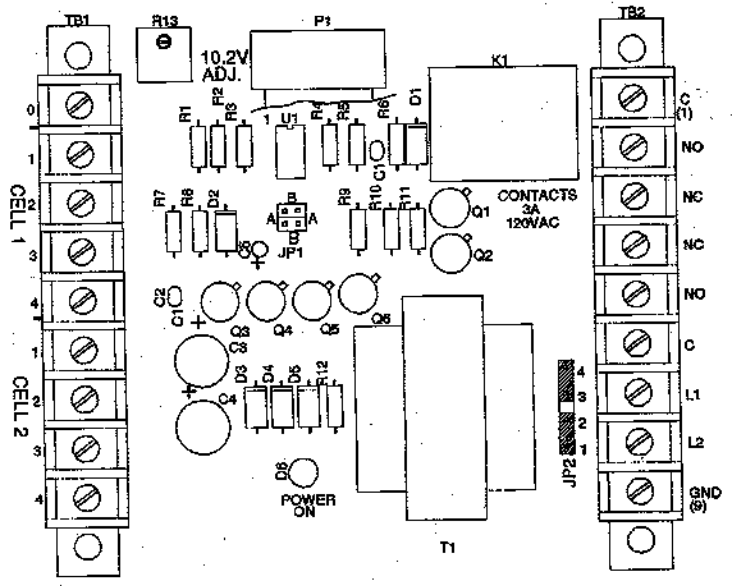 TB1
R13
P1
TB2
10.2V
ADJ.
K1
0
1
2
3
4
CELL 1
1
2
3
4
CELL 2
R1
R2
R3
1
U1
R4
R5
R6
D1
C1
R7
R8
D2
B
A
A
B
JP1
C5
+
R9
R10
R11
Q1
Q2
CONTACTS
3A
120VAC
C2
C1
+
Q3
Q4
Q5
Q6
C3
+
C4
D3
D4
D5
R12
D6
POWER
ON
T1
4
3
2
1
JP2
C
(1)
NO
NC
NC
NO
C
L1
L2
GND
(9)